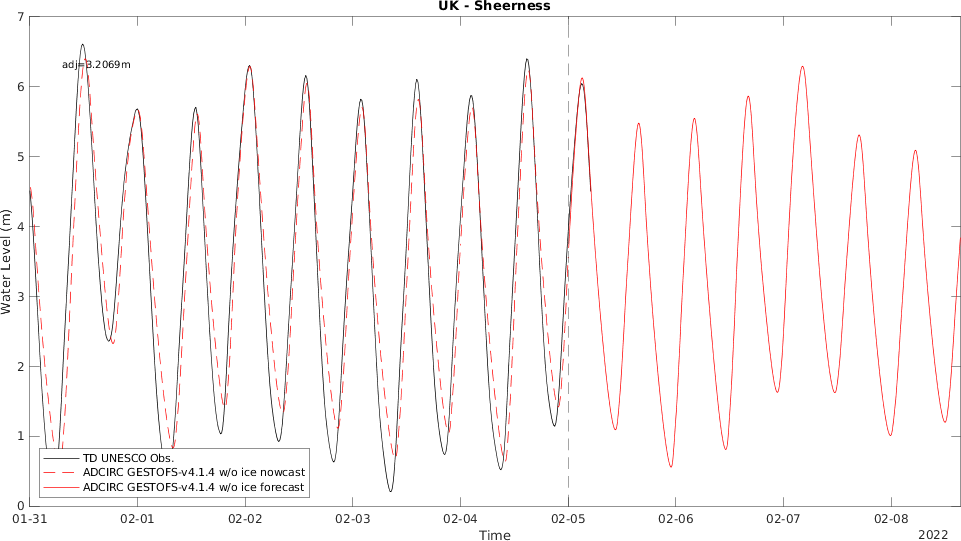 UK - Sheerness
7
6
5
4
3
2
1
0
Water Level (m)
adj=3.2069m
TD UNESCO Obs.
ADCIRC GESTOFS-v4.1.4 w/o ice nowcast
ADCIRC GESTOFS-v4.1.4 w/o ice forecast
01-31 02-01 02-02 02-03 02-04 02-05 02-06 02-07 02-08
Time
2022